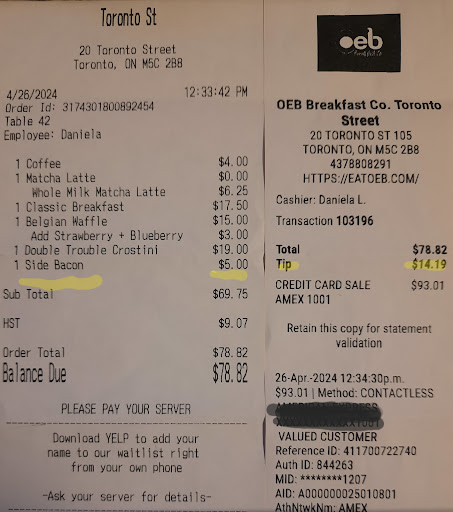 Toronto St
20 Toronto Street
Toronto, ON M5C 2B8
4/26/2024 12:33:42 PM
Order Id: 3174301800892454
Table 42
Employee: Daniela
1 Coffee $4.00
1 Matcha Latte $0.00
Whole Milk Matcha Latte $6.25
1 Classic Breakfast $17.50
1 Belgian Waffle $15.00
Add Strawberry + Blueberry $3.00
1 Double Trouble Crostini $19.00
1 Side Bacon $5.00
Sub Total $69.75
HST $9.07
Order Total $78.82
Balance Due $78.82
PLEASE PAY YOUR SERVER
Download YELP to add your
name to our waitlist right
from your own phone
-Ask your server for details-
oeb
OEB Breakfast Co. Toronto
Street
20 TORONTO ST 105
TORONTO, ON M5C 2B8
4378808291
HTTPS://EATOEB.COM/
Cashier: Daniela L.
Transaction 103196
Total $78.82
Tip $14.19
CREDIT CARD SALE $93.01
AMEX 1001
Retain this copy for statement
validation
26-Apr.-2024 12:34:30p.m.
$93.01 | Method: CONTACTLESS
VALUED CUSTOMER
Reference ID: 411700722740
Auth ID: 844263
MID: ********1207
AID: A000000025010801
AthNtwkNm: AMEX